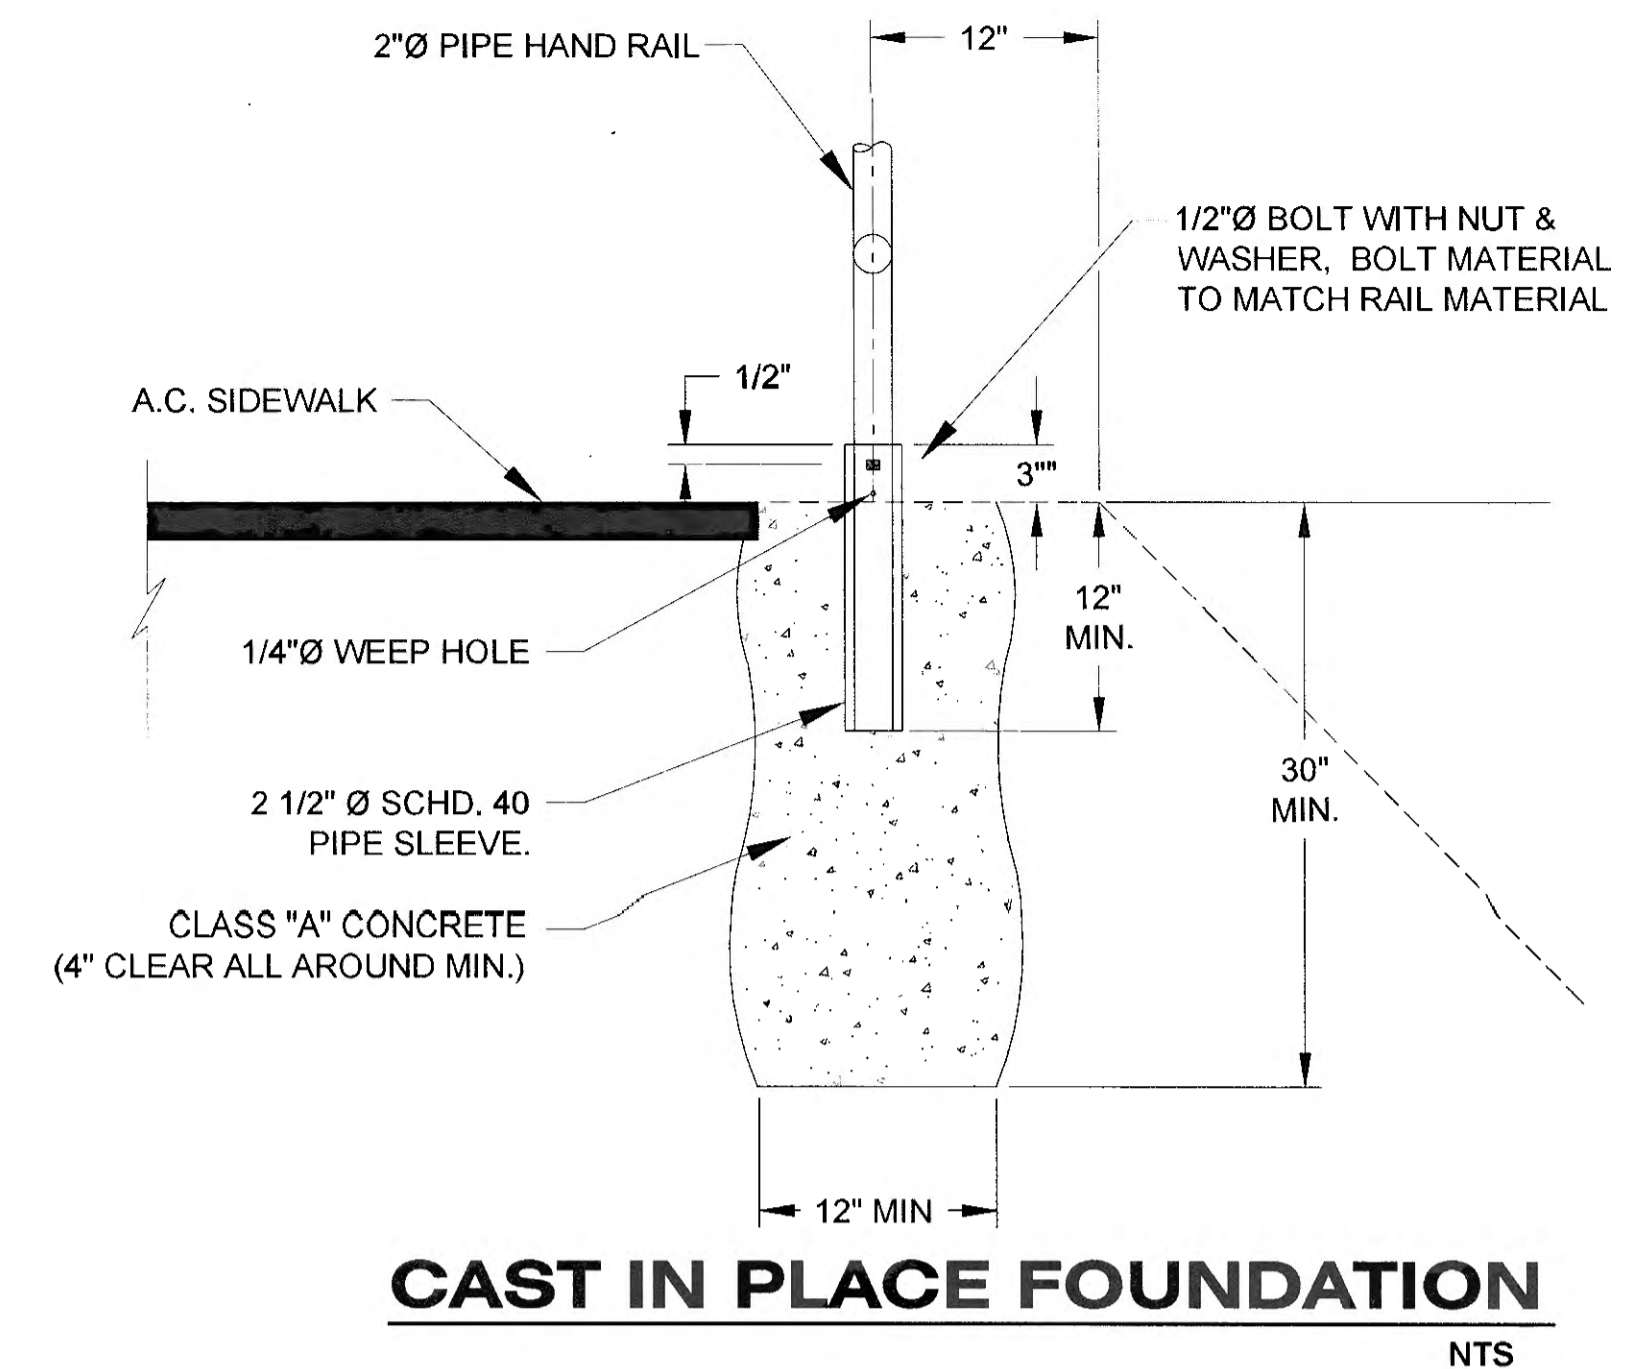 2"Ø PIPE HAND RAIL
12"
1/2"Ø BOLT WITH NUT &
WASHER, BOLT MATERIAL
TO MATCH RAIL MATERIAL
1/2"
A.C. SIDEWALK
3""
12"
MIN.
1/4"Ø WEEP HOLE
30"
MIN.
2 1/2" Ø SCHD. 40
PIPE SLEEVE.
CLASS "A" CONCRETE
(4" CLEAR ALL AROUND MIN.)
12" MIN
CAST IN PLACE FOUNDATION
NTS